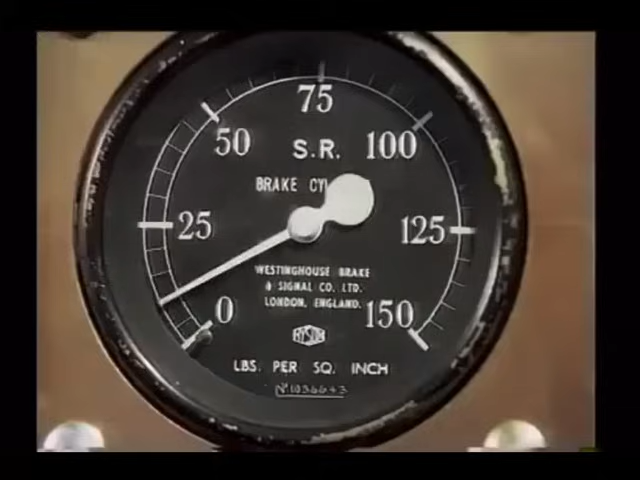 75
50
100
S.R.
BRAKE CY
25
125
WESTINGHOUSE BRAKE
& SIGNAL CO. LTD.
LONDON, ENGLAND.
0
150
LBS. PER SQ. INCH